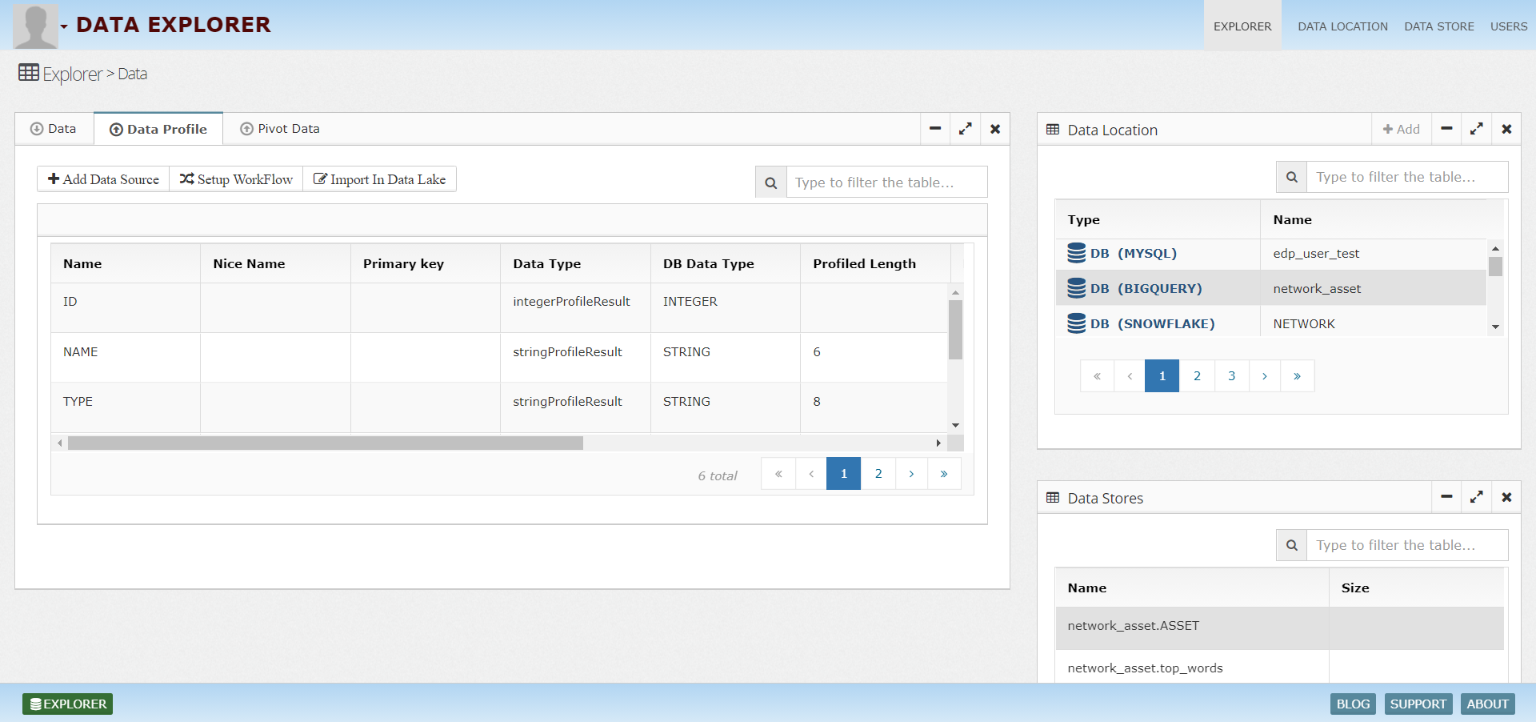 DATA EXPLORER
EXPLORER DATA LOCATION DATA STORE USERS
Explorer > Data
Data Data Profile Pivot Data
Add Data Source Setup WorkFlow Import In Data Lake
Type to filter the table...
Name Nice Name Primary key Data Type DB Data Type Profiled Length
ID integerProfileResult INTEGER
NAME stringProfileResult STRING 6
TYPE stringProfileResult STRING 8
6 total « ‹ 1 2 › »
Data Location
+ Add
Type to filter the table...
Type Name
DB (MYSQL) edp_user_test
DB (BIGQUERY) network_asset
DB (SNOWFLAKE) NETWORK
« ‹ 1 2 3 › »
Data Stores
Type to filter the table...
Name Size
network_asset.ASSET
network_asset.top_words
EXPLORER
BLOG SUPPORT ABOUT